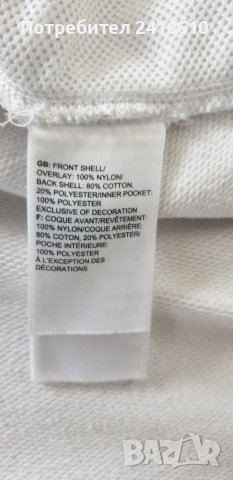 Потребител 2418610
GB: FRONT SHELL/
OVERLAY: 100% NYLON/
BACK SHELL: 80% COTTON,
20% POLYESTER/INNER POCKET:
100% POLYESTER
EXCLUSIVE OF DECORATION
F: COQUE AVANT/REVÊTEMENT:
100% NYLON/COQUE ARRIÈRE:
80% COTON, 20% POLYESTER/
POCHE INTÉRIEURE:
100% POLYESTER
À L'EXCEPTION DES
DÉCORATIONS
bazar